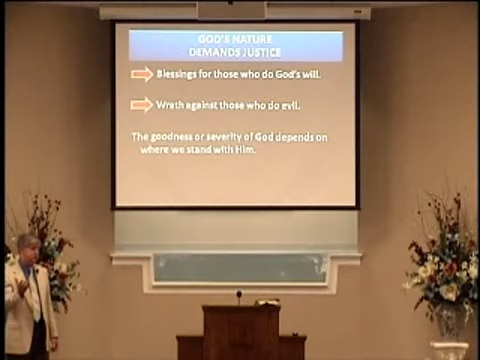 GOD'S NATURE
DEMANDS JUSTICE
Blessings for those who do God's will.
Wrath against those who do evil.
The goodness or severity of God depends on
where we stand with Him.